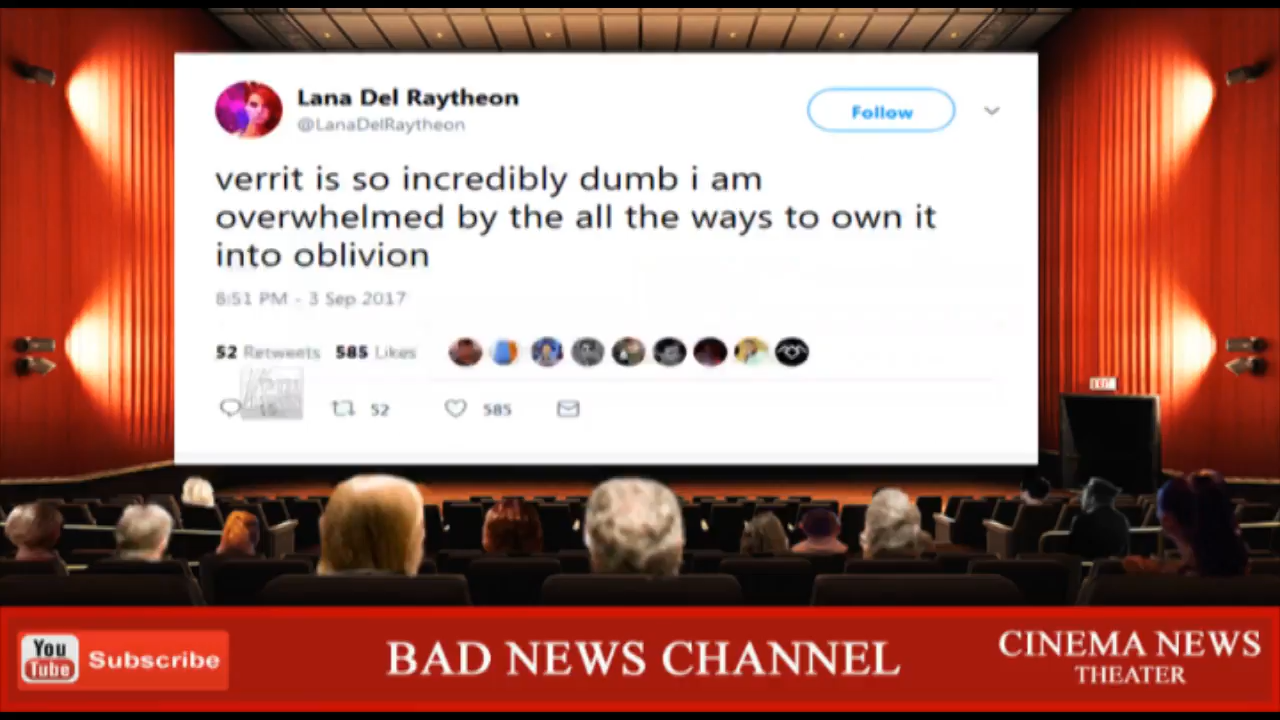 Lana Del Raytheon
@LanaDelRaytheon
Follow
verrit is so incredibly dumb i am
overwhelmed by the all the ways to own it
into oblivion
8:51 PM - 3 Sep 2017
52 Retweets 585 Likes
52 585
EXIT
You Tube Subscribe
BAD NEWS CHANNEL
CINEMA NEWS
THEATER